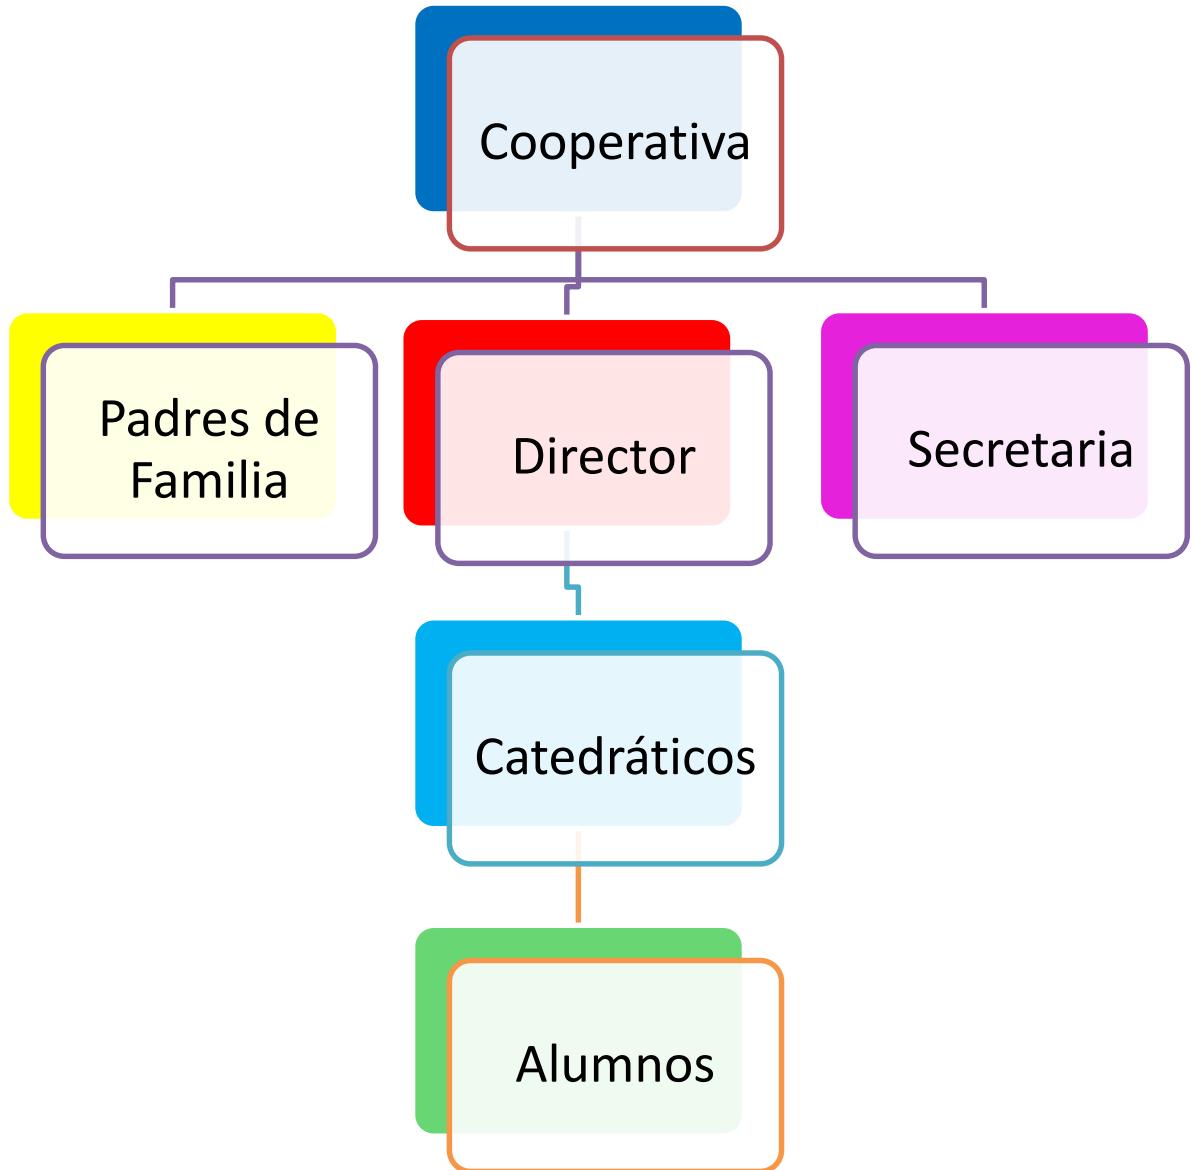 Cooperativa
Padres de
Familia
Director
Secretaria
Catedráticos
Alumnos